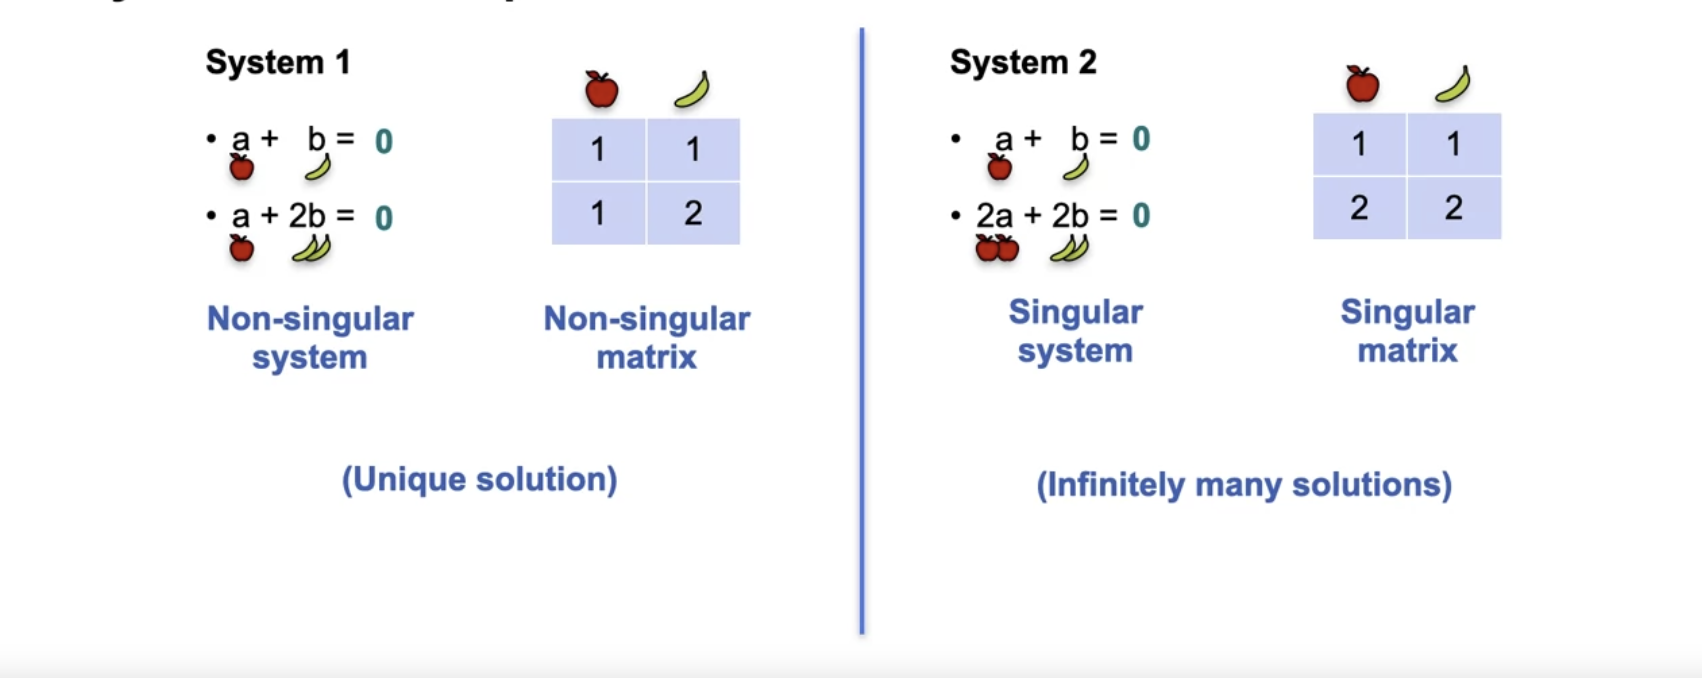 System 1
• a + b = 0
• a + 2b = 0
1 1
1 2
Non-singular
system
Non-singular
matrix
(Unique solution)
System 2
• a + b = 0
• 2a + 2b = 0
1 1
2 2
Singular
system
Singular
matrix
(Infinitely many solutions)